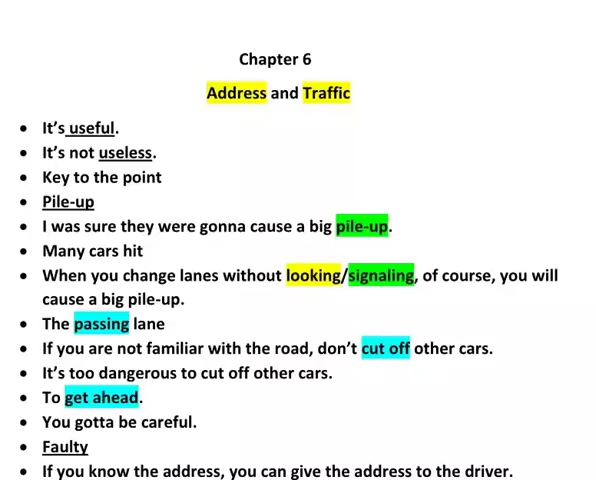 Chapter 6
Address and Traffic
• It’s useful.
• It’s not useless.
• Key to the point
• Pile-up
• I was sure they were gonna cause a big pile-up.
• Many cars hit
• When you change lanes without looking/signaling, of course, you will
cause a big pile-up.
• The passing lane
• If you are not familiar with the road, don’t cut off other cars.
• It’s too dangerous to cut off other cars.
• To get ahead.
• You gotta be careful.
• Faulty
• If you know the address, you can give the address to the driver.